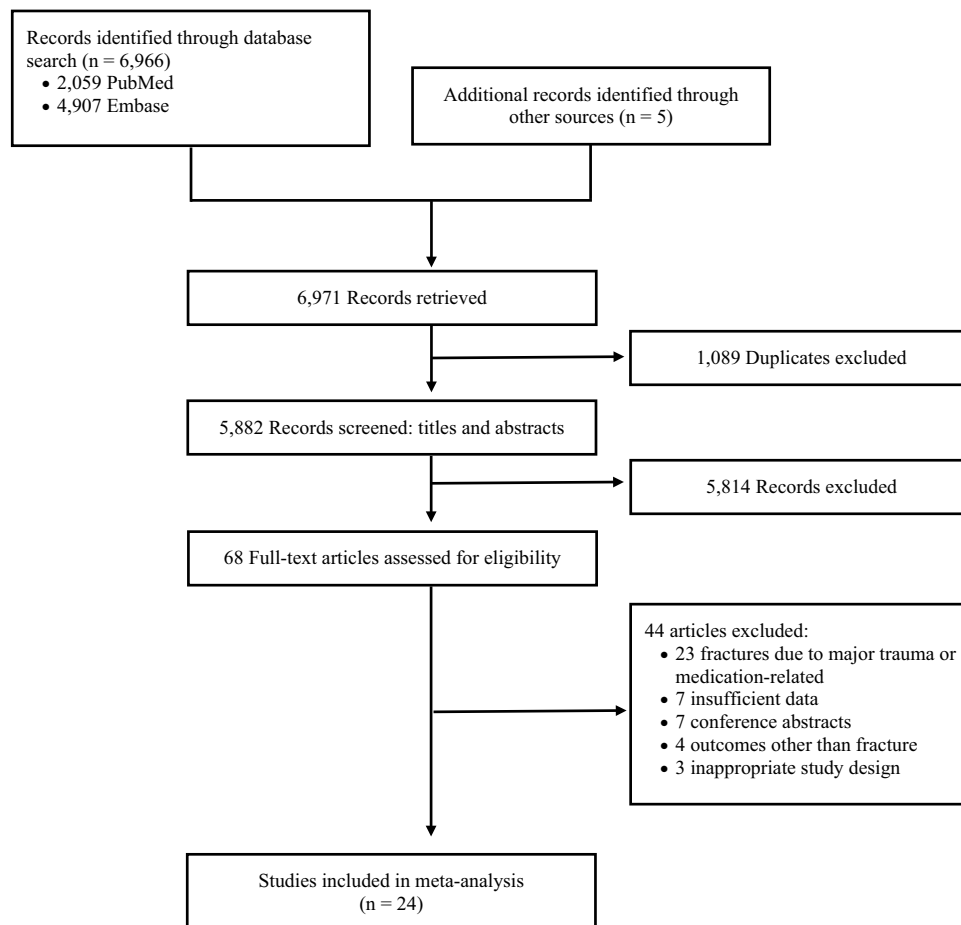 Records identified through database
search (n = 6,966)
• 2,059 PubMed
• 4,907 Embase
Additional records identified through
other sources (n = 5)
6,971 Records retrieved
1,089 Duplicates excluded
5,882 Records screened: titles and abstracts
5,814 Records excluded
68 Full-text articles assessed for eligibility
44 articles excluded:
• 23 fractures due to major trauma or
medication-related
• 7 insufficient data
• 7 conference abstracts
• 4 outcomes other than fracture
• 3 inappropriate study design
Studies included in meta-analysis
(n = 24)